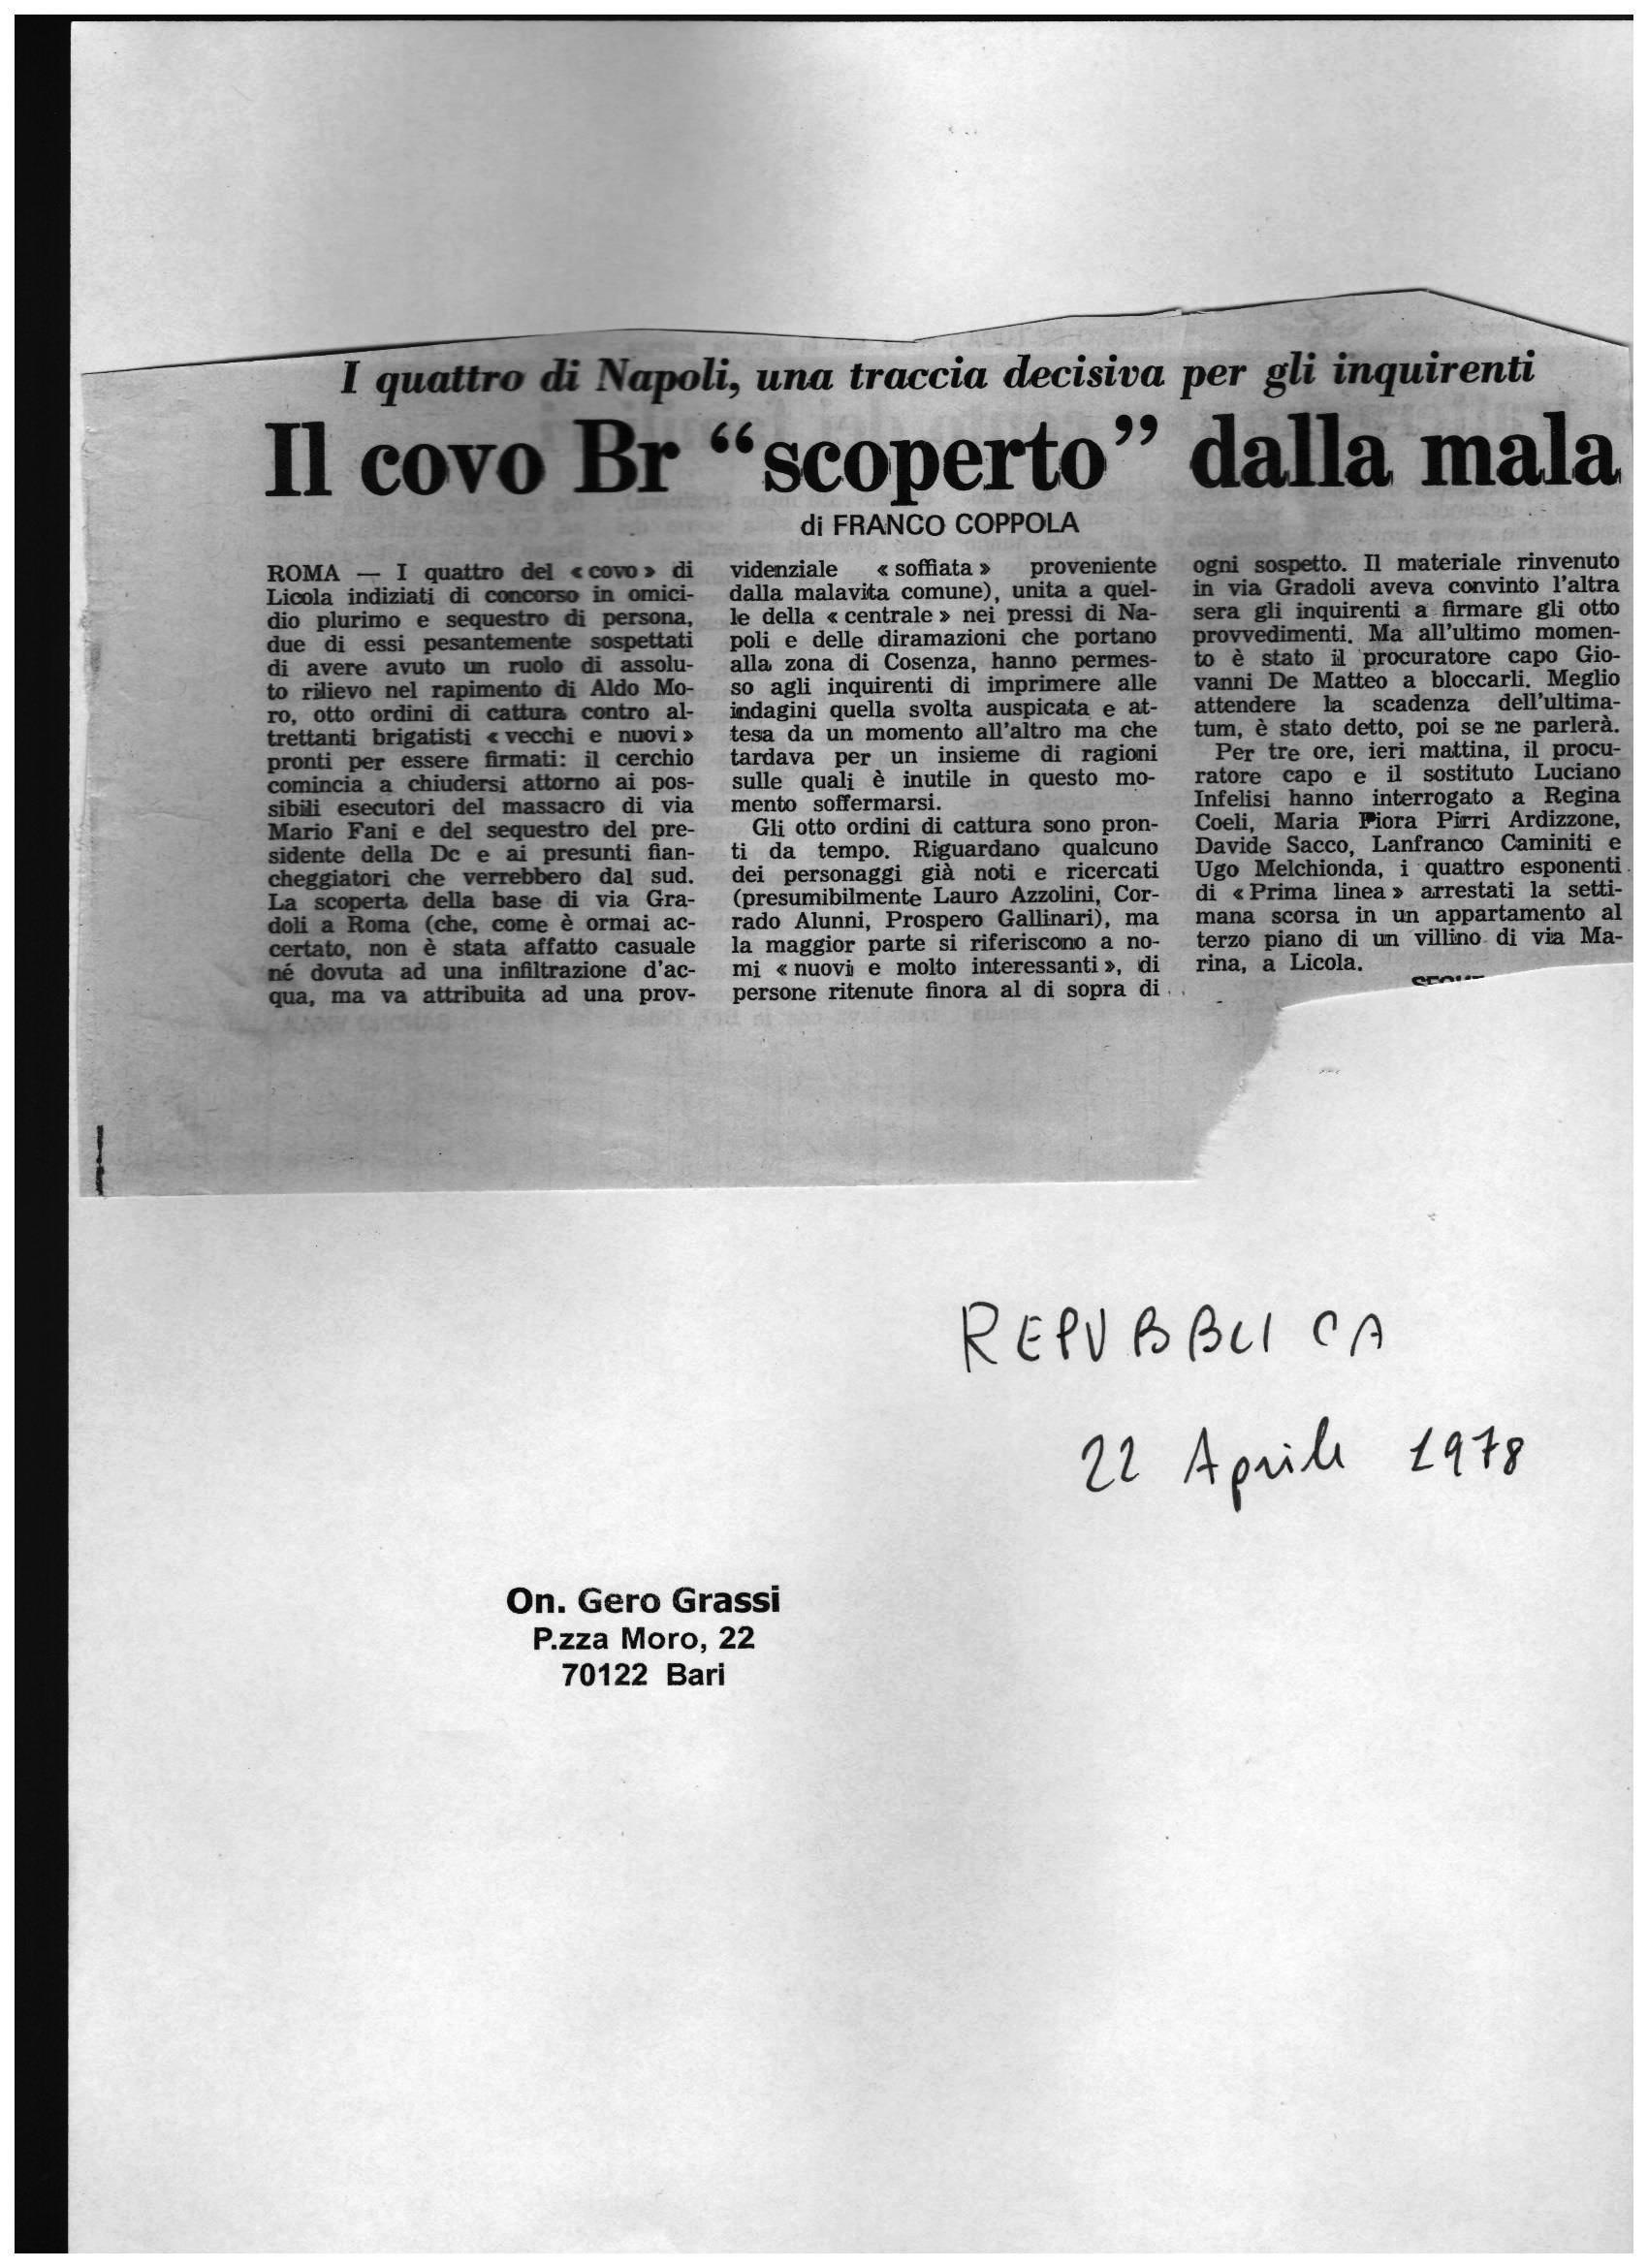 I quattro di Napoli, una traccia decisiva per gli inquirenti
Il covo Br “scoperto” dalla mala
di FRANCO COPPOLA
ROMA — I quattro del « covo » di
Licola indiziati di concorso in omici-
dio plurimo e sequestro di persona,
due di essi pesantemente sospettati
di avere avuto un ruolo di assolu-
to rilievo nel rapimento di Aldo Mo-
ro, otto ordini di cattura contro al-
trettanti brigatisti « vecchi e nuovi »
pronti per essere firmati: il cerchio
comincia a chiudersi attorno ai pos-
sibili esecutori del massacro di via
Mario Fani e del sequestro del pre-
sidente della Dc e ai presunti fian-
cheggiatori che verrebbero dal sud.
La scoperta della base di via Gra-
doli a Roma (che, come è ormai ac-
certato, non è stata affatto casuale
né dovuta ad una infiltrazione d'ac-
qua, ma va attribuita ad una prov-
videnziale « soffiata » proveniente
dalla malavita comune), unita a quel-
le della « centrale » nei pressi di Na-
poli e delle diramazioni che portano
alla zona di Cosenza, hanno permes-
so agli inquirenti di imprimere alle
indagini quella svolta auspicata e at-
tesa da un momento all'altro ma che
tardava per un insieme di ragioni
sulle quali è inutile in questo mo-
mento soffermarsi.
Gli otto ordini di cattura sono pron-
ti da tempo. Riguardano qualcuno
dei personaggi già noti e ricercati
(presumibilmente Lauro Azzolini, Cor-
rado Alunni, Prospero Gallinari), ma
la maggior parte si riferiscono a no-
mi « nuovi e molto interessanti », di
persone ritenute finora al di sopra di
ogni sospetto. Il materiale rinvenuto
in via Gradoli aveva convinto l'altra
sera gli inquirenti a firmare gli otto
provvedimenti. Ma all'ultimo momen-
to è stato il procuratore capo Gio-
vanni De Matteo a bloccarli. Meglio
attendere la scadenza dell'ultima-
tum, è stato detto, poi se ne parlerà.
Per tre ore, ieri mattina, il procu-
ratore capo e il sostituto Luciano
Infelisi hanno interrogato a Regina
Coeli, Maria Fiora Pirri Ardizzone,
Davide Sacco, Lanfranco Caminiti e
Ugo Melchionda, i quattro esponenti
di « Prima linea » arrestati la setti-
mana scorsa in un appartamento al
terzo piano di un villino di via Ma-
rina, a Licola.
REPUBBLICA
22 Aprile 1978
On. Gero Grassi
P.zza Moro, 22
70122 Bari